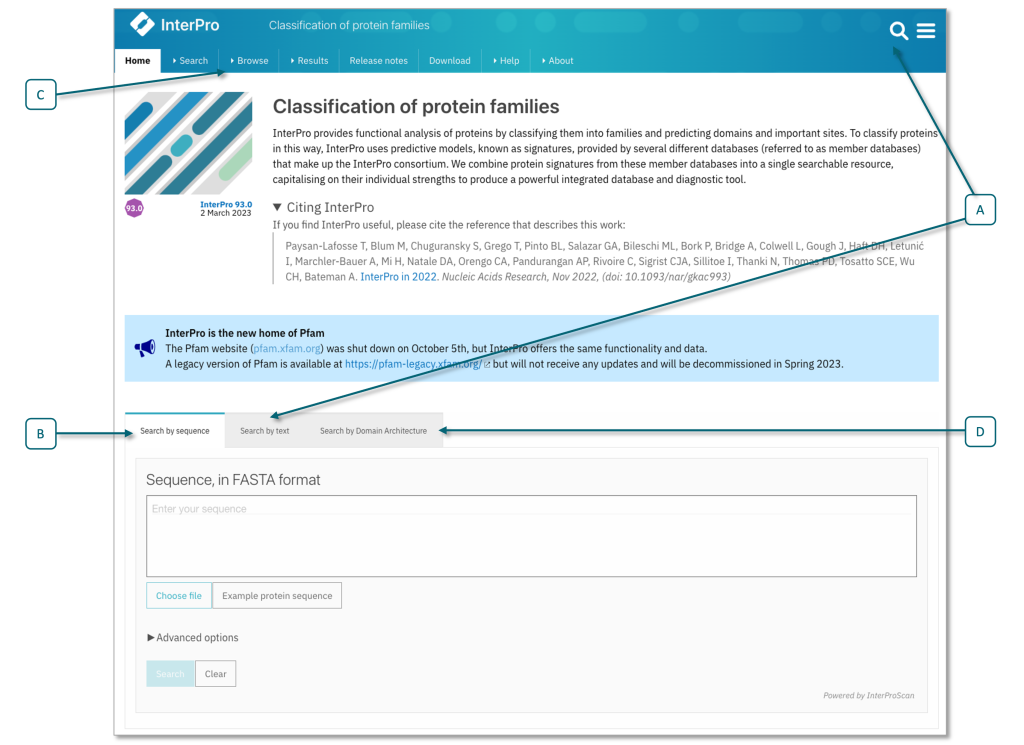 InterPro
Classification of protein families
Home
Search
Browse
Results
Release notes
Download
Help
About
C
Classification of protein families
InterPro provides functional analysis of proteins by classifying them into families and predicting domains and important sites. To classify proteins
in this way, InterPro uses predictive models, known as signatures, provided by several different databases (referred to as member databases)
that make up the InterPro consortium. We combine protein signatures from these member databases into a single searchable resource,
capitalising on their individual strengths to produce a powerful integrated database and diagnostic tool.
93.0
InterPro 93.0
2 March 2023
A
▼ Citing InterPro
If you find InterPro useful, please cite the reference that describes this work:
Paysan-Lafosse T, Blum M, Chuguransky S, Grego T, Pinto BL, Salazar GA, Bileschi ML, Bork P, Bridge A, Colwell L, Gough J, Haft DH, Letunić
I, Marchler-Bauer A, Mi H, Natale DA, Orengo CA, Pandurangan AP, Rivoire C, Sigrist CJA, Sillitoe I, Thanki N, Thomas PD, Tosatto SCE, Wu
CH, Bateman A. InterPro in 2022. Nucleic Acids Research, Nov 2022, (doi: 10.1093/nar/gkac993)
InterPro is the new home of Pfam
The Pfam website (pfam.xfam.org) was shut down on October 5th, but InterPro offers the same functionality and data.
A legacy version of Pfam is available at https://pfam-legacy.xfam.org/ but will not receive any updates and will be decommissioned in Spring 2023.
B
Search by sequence
Search by text
Search by Domain Architecture
D
Sequence, in FASTA format
Enter your sequence
Choose file
Example protein sequence
▶Advanced options
Search
Clear
Powered by InterProScan